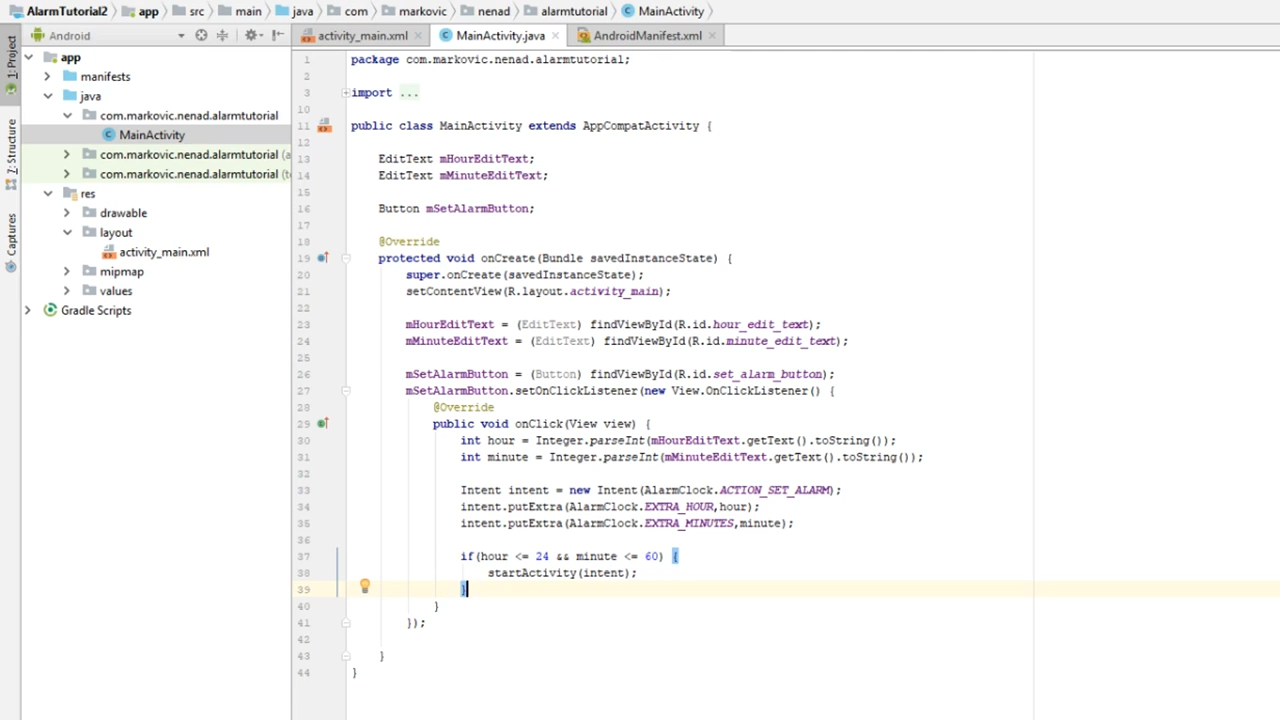 AlarmTutorial2 app src main java com markovic nenad alarmtutorial MainActivity
1: Project
Z: Structure
Captures
Android
app
manifests
java
com.markovic.nenad.alarmtutorial
MainActivity
com.markovic.nenad.alarmtutorial (a
com.markovic.nenad.alarmtutorial (t
res
drawable
layout
activity_main.xml
mipmap
values
Gradle Scripts
activity_main.xml MainActivity.java AndroidManifest.xml
1 package com.markovic.nenad.alarmtutorial;
2
3 import ...
10
11 public class MainActivity extends AppCompatActivity {
12
13 EditText mHourEditText;
14 EditText mMinuteEditText;
15
16 Button mSetAlarmButton;
17
18 @Override
19 protected void onCreate(Bundle savedInstanceState) {
20 super.onCreate(savedInstanceState);
21 setContentView(R.layout.activity_main);
22
23 mHourEditText = (EditText) findViewById(R.id.hour_edit_text);
24 mMinuteEditText = (EditText) findViewById(R.id.minute_edit_text);
25
26 mSetAlarmButton = (Button) findViewById(R.id.set_alarm_button);
27 mSetAlarmButton.setOnClickListener(new View.OnClickListener() {
28 @Override
29 public void onClick(View view) {
30 int hour = Integer.parseInt(mHourEditText.getText().toString());
31 int minute = Integer.parseInt(mMinuteEditText.getText().toString());
32
33 Intent intent = new Intent(AlarmClock.ACTION_SET_ALARM);
34 intent.putExtra(AlarmClock.EXTRA_HOUR,hour);
35 intent.putExtra(AlarmClock.EXTRA_MINUTES,minute);
36
37 if(hour <= 24 && minute <= 60) {
38 startActivity(intent);
39 }
40 }
41 });
42
43 }
44 }